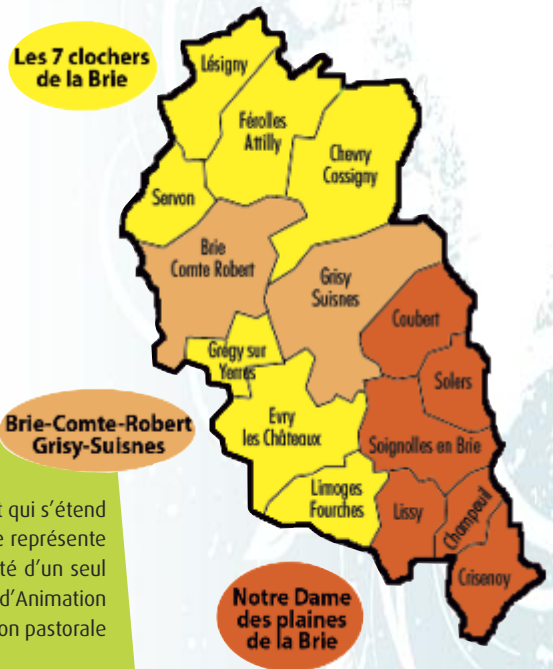 Les 7 clochers
de la Brie
Lésigny
Férolles
Attilly
Chevry
Cossigny
Servon
Brie
Comte Robert
Grisy
Suisnes
Coubert
Grégy sur
Yerres
Solers
Evry
les Châteaux
Soignolles en Brie
Brie-Comte-Robert
Grisy-Suisnes
Limoges
Fourches
Lissy
Champeuil
Crisenoy
t qui s'étend
e représente
té d'un seul
d'Animation
on pastorale
Notre Dame
des plaines
de la Brie